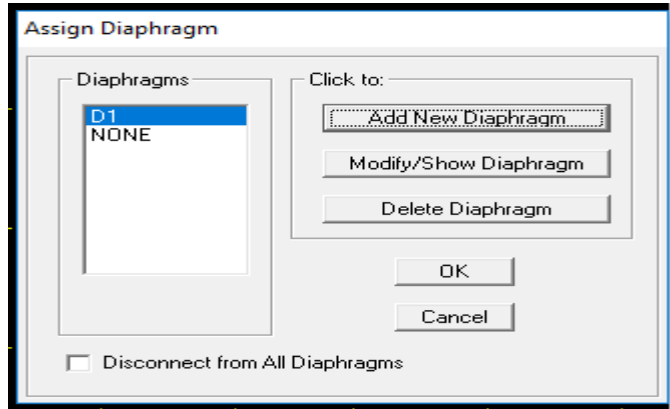 Assign Diaphragm
Diaphragms
D1
NONE
Click to:
Add New Diaphragm
Modify/Show Diaphragm
Delete Diaphragm
OK
Cancel
Disconnect from All Diaphragms